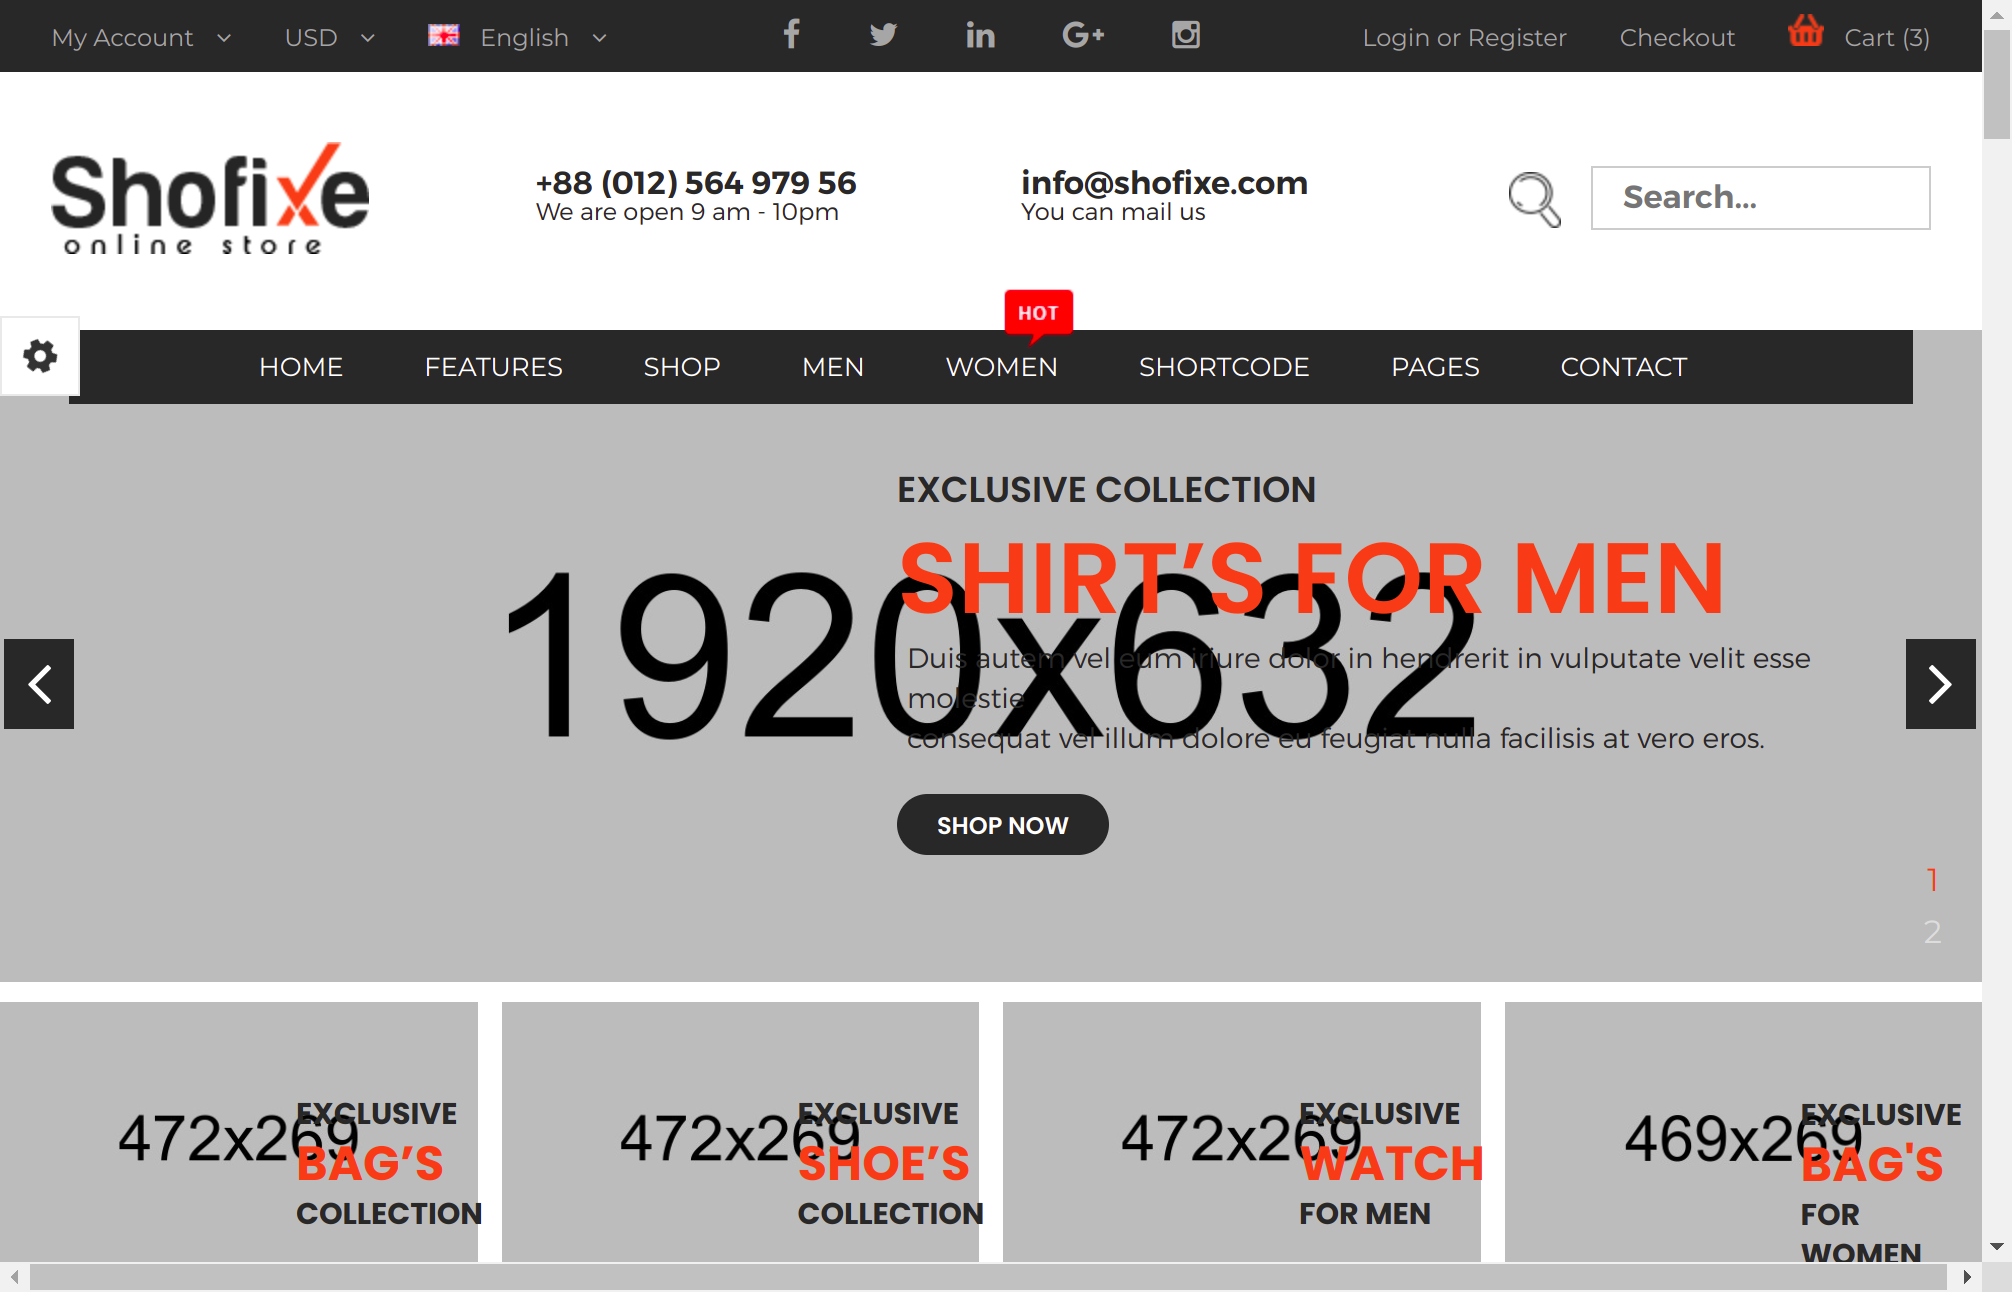 My Account USD English Login or Register Checkout Cart (3)
Shofixe
online store
+88 (012) 564 979 56
We are open 9 am - 10pm
info@shofixe.com
You can mail us
Search...
HOT
HOME FEATURES SHOP MEN WOMEN SHORTCODE PAGES CONTACT
EXCLUSIVE COLLECTION
SHIRT’S FOR MEN
1920x632
Duis autem vel eum iriure dolor in hendrerit in vulputate velit esse
molestie
consequat vel illum dolore eu feugiat nulla facilisis at vero eros.
SHOP NOW
1
2
472x269
EXCLUSIVE
BAG’S
COLLECTION
472x269
EXCLUSIVE
SHOE’S
COLLECTION
472x269
EXCLUSIVE
WATCH
FOR MEN
469x269
EXCLUSIVE
BAG'S
FOR
WOMEN